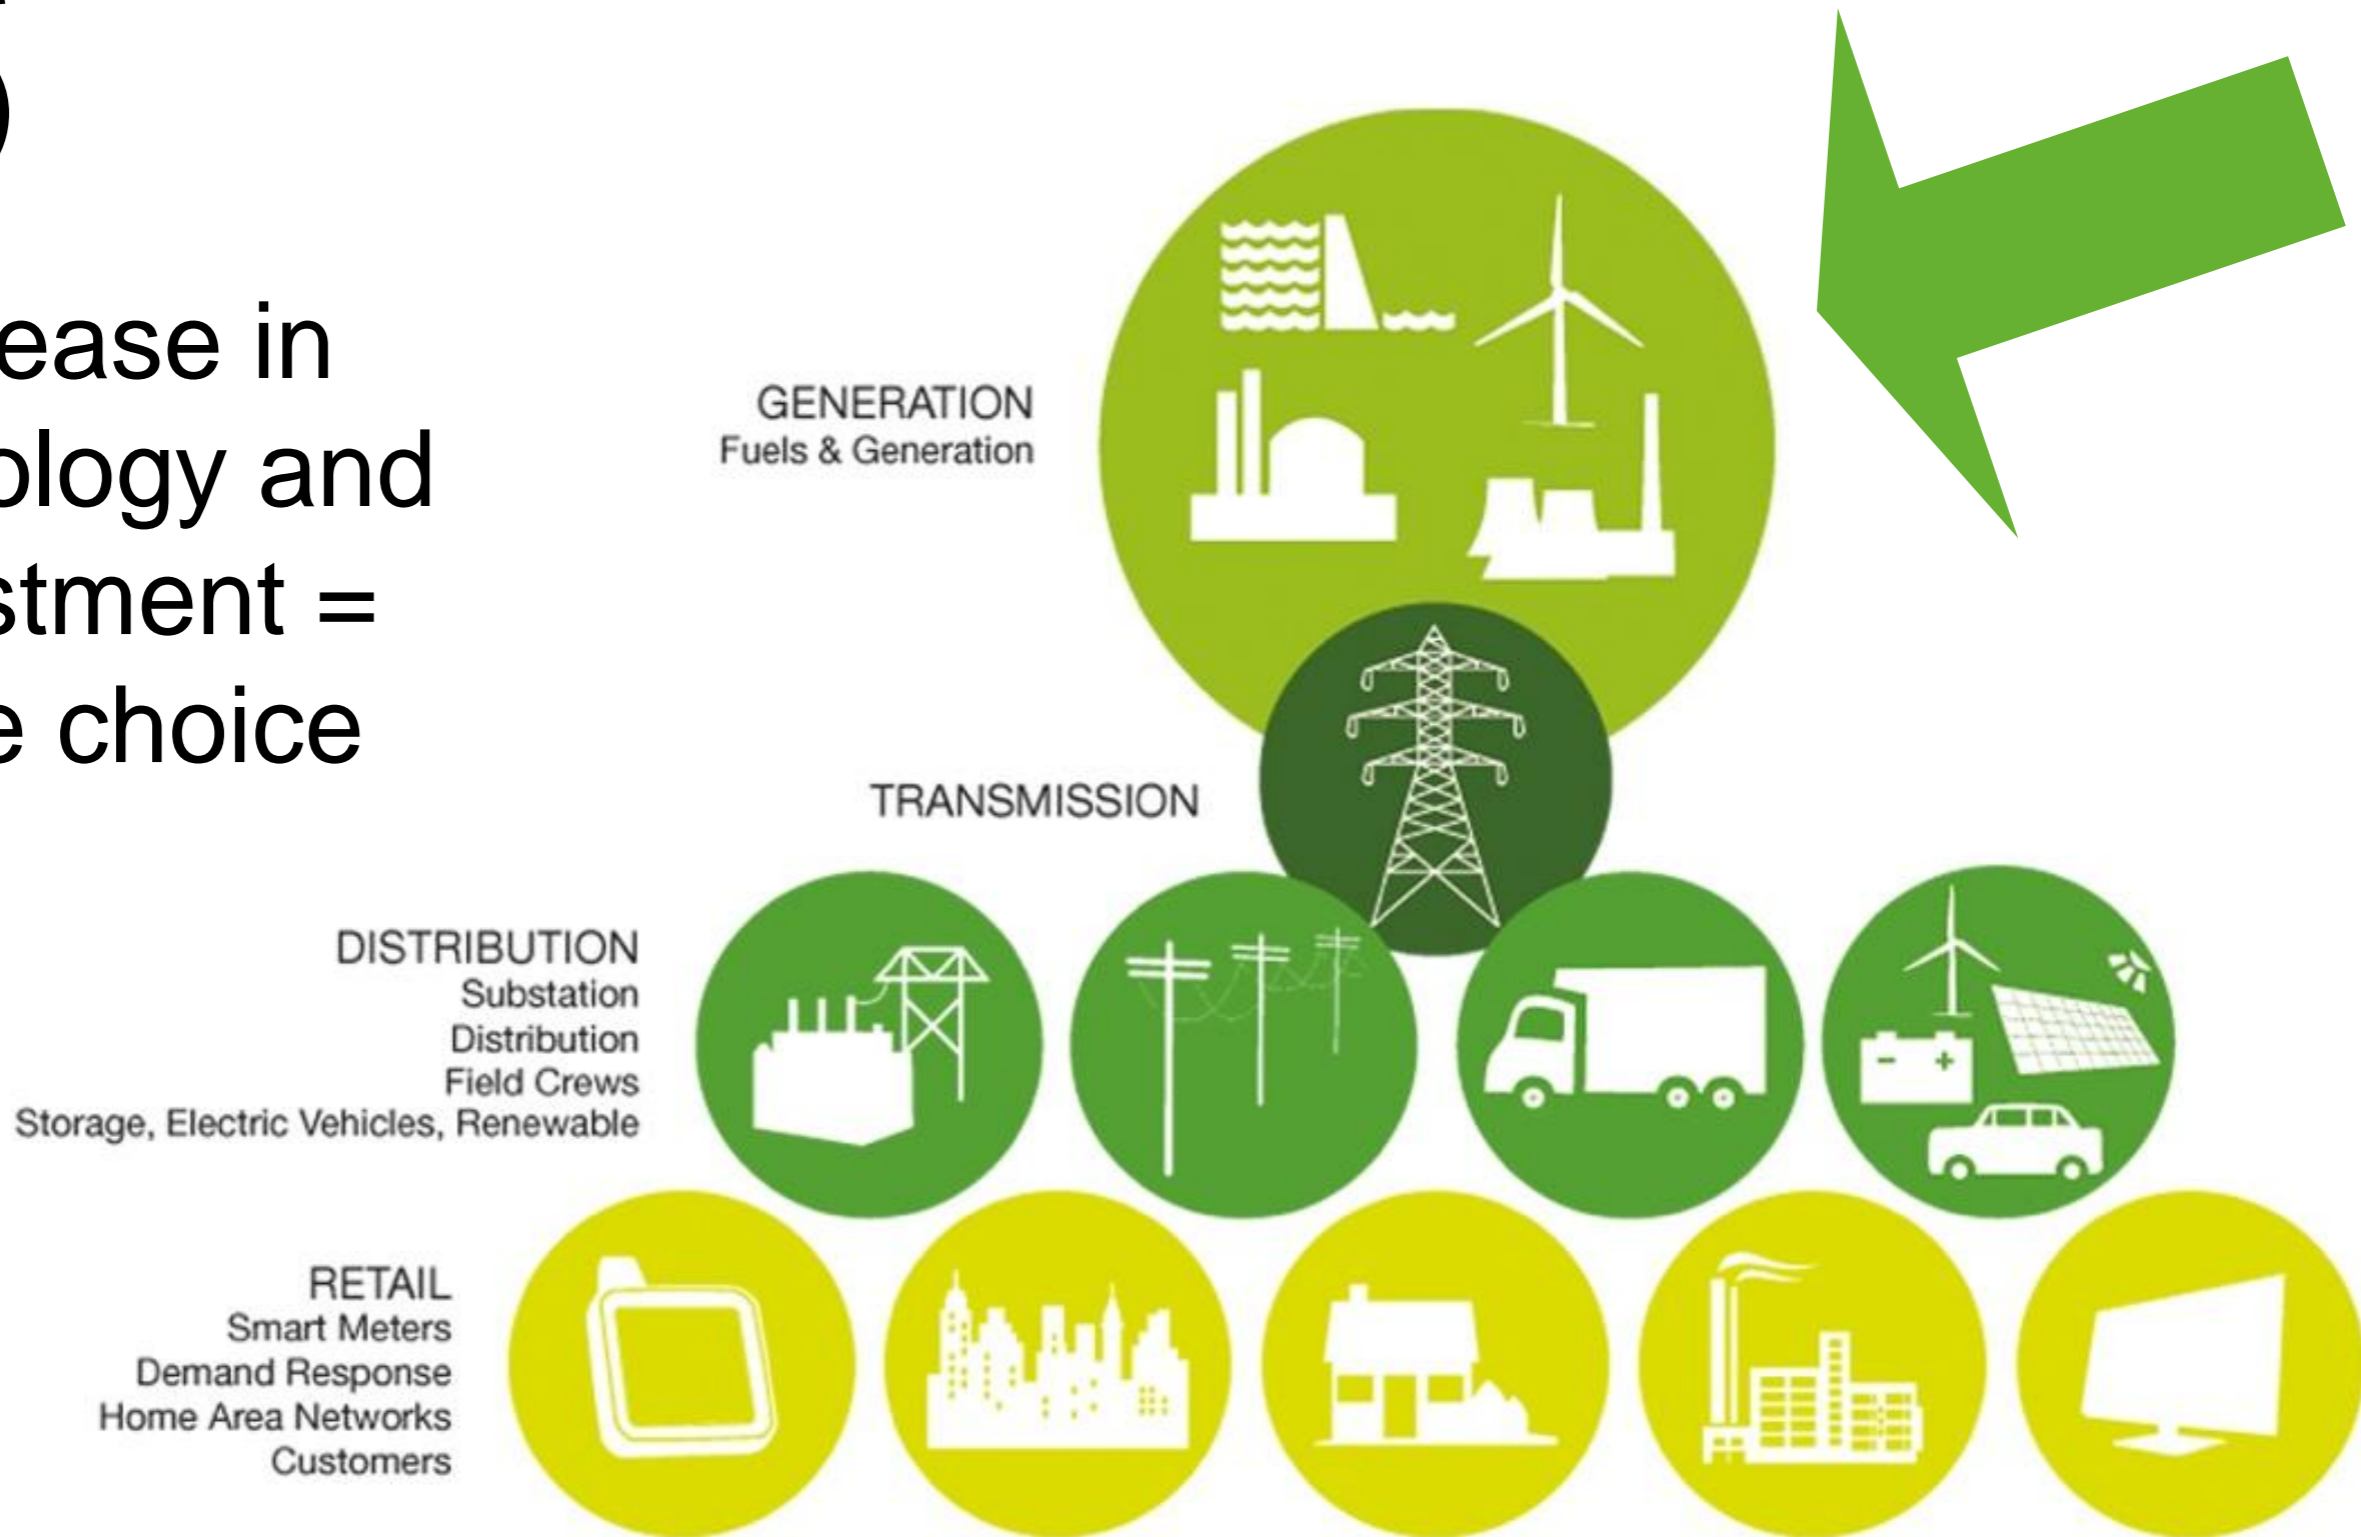 ease in
ology and
stment =
e choice
GENERATION
Fuels & Generation
TRANSMISSION
DISTRIBUTION
Substation
Distribution
Field Crews
Storage, Electric Vehicles, Renewable
RETAIL
Smart Meters
Demand Response
Home Area Networks
Customers
- +